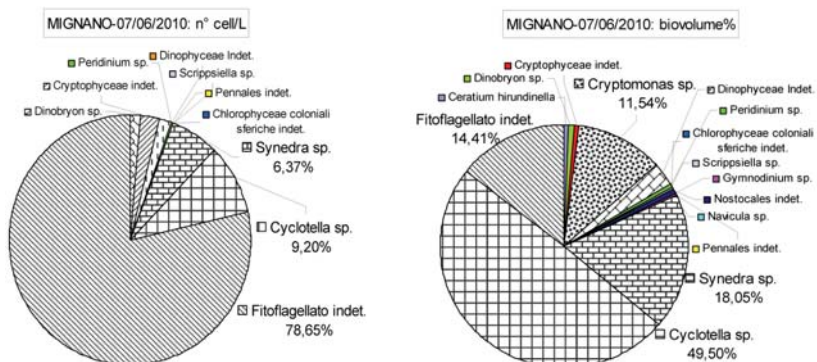 MIGNANO-07/06/2010: n° cell/L
Dinophyceae Indet.
Peridinium sp.
Scrippsiella sp.
Cryptophyceae indet.
Pennales indet.
Dinobryon sp.
Chlorophyceae coloniali
sferiche indet.
Synedra sp.
6,37%
Cyclotella sp.
9,20%
Fitoflagellato indet.
78,65%
MIGNANO-07/06/2010: biovolume%
Cryptophyceae indet.
Dinobryon sp.
Cryptomonas sp.
11,54%
Ceratium hirundinella
Fitoflagellato indet.
14,41%
Dinophyceae Indet.
Peridinium sp.
Chlorophyceae coloniali
sferiche indet.
Scrippsiella sp.
Gymnodinium sp.
Nostocales indet.
Navicula sp.
Pennales indet.
Synedra sp.
18,05%
Cyclotella sp.
49,50%